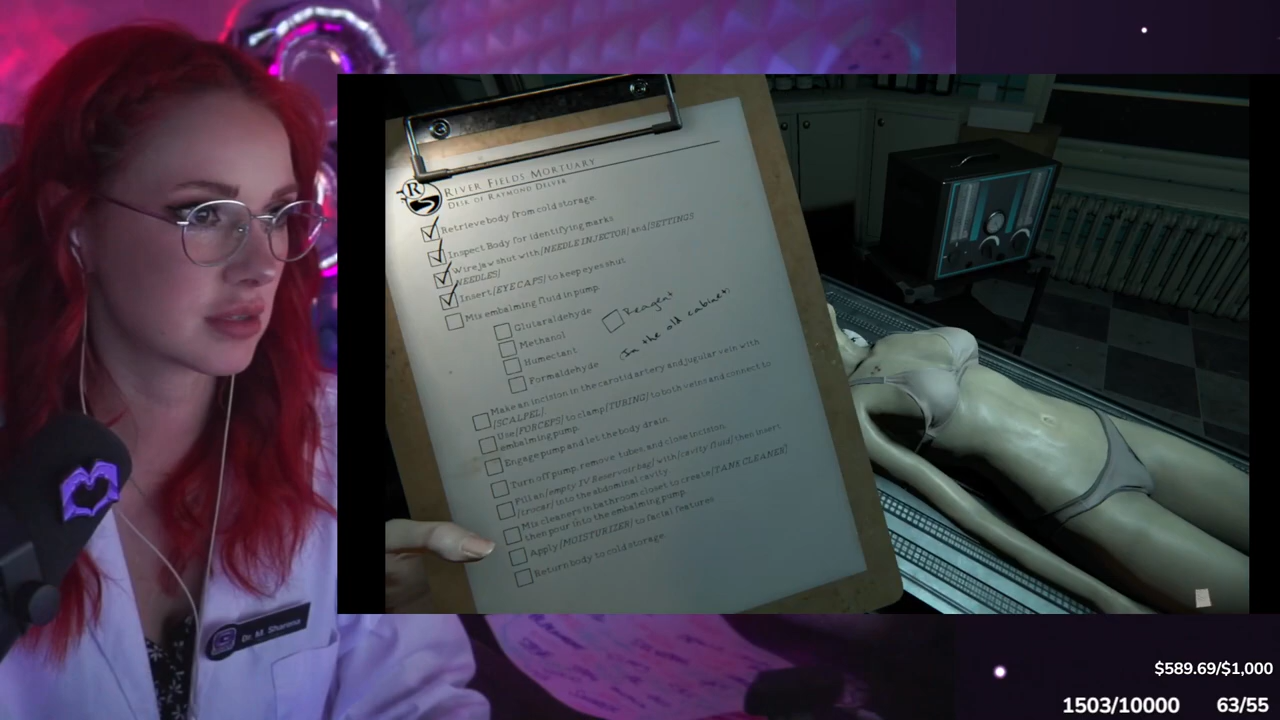 R
RIVER FIELDS MORTUARY
DESK OF RAYMOND DELVER
Retrieve body from cold storage.
Inspect Body for identifying marks
Wire jaw shut with [NEEDLE INJECTOR] and [SETTINGS
NEEDLES]
Insert [EYE CAPS] to keep eyes shut
Mix embalming fluid in pump.
Glutaraldehyde
Methanol
Humectant
Formaldehyde
Reagent
In the old cabinet
Make an incision in the carotid artery and jugular vein with
[SCALPEL].
Use [FORCEPS] to clamp [TUBING] to both veins and connect to
embalming pump.
Engage pump and let the body drain.
Turn off pump, remove tubes, and close incision.
Fill an [empty IV Reservoir bag] with [cavity fluid] then insert
[trocar] into the abdominal cavity
Mix cleaners in bathroom closet to create [TANK CLEANER]
then pour into the embalming pump.
Apply [MOISTURIZER] to facial features
Return body to cold storage.
Dr. M. Sharona
$589.69/$1,000
1503/10000 63/55